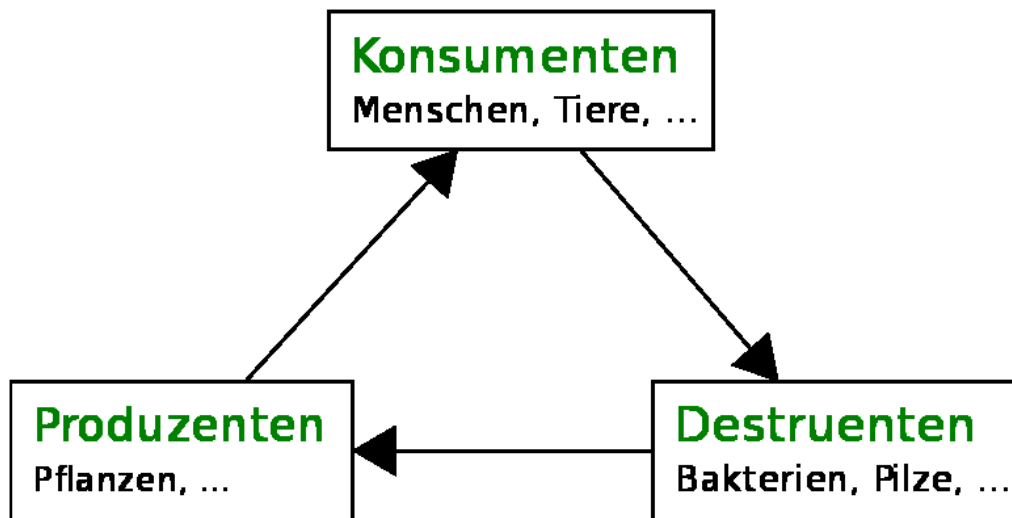 Konsumenten
Menschen, Tiere, ...
Produzenten
Pflanzen, ...
Destruenten
Bakterien, Pilze, ...